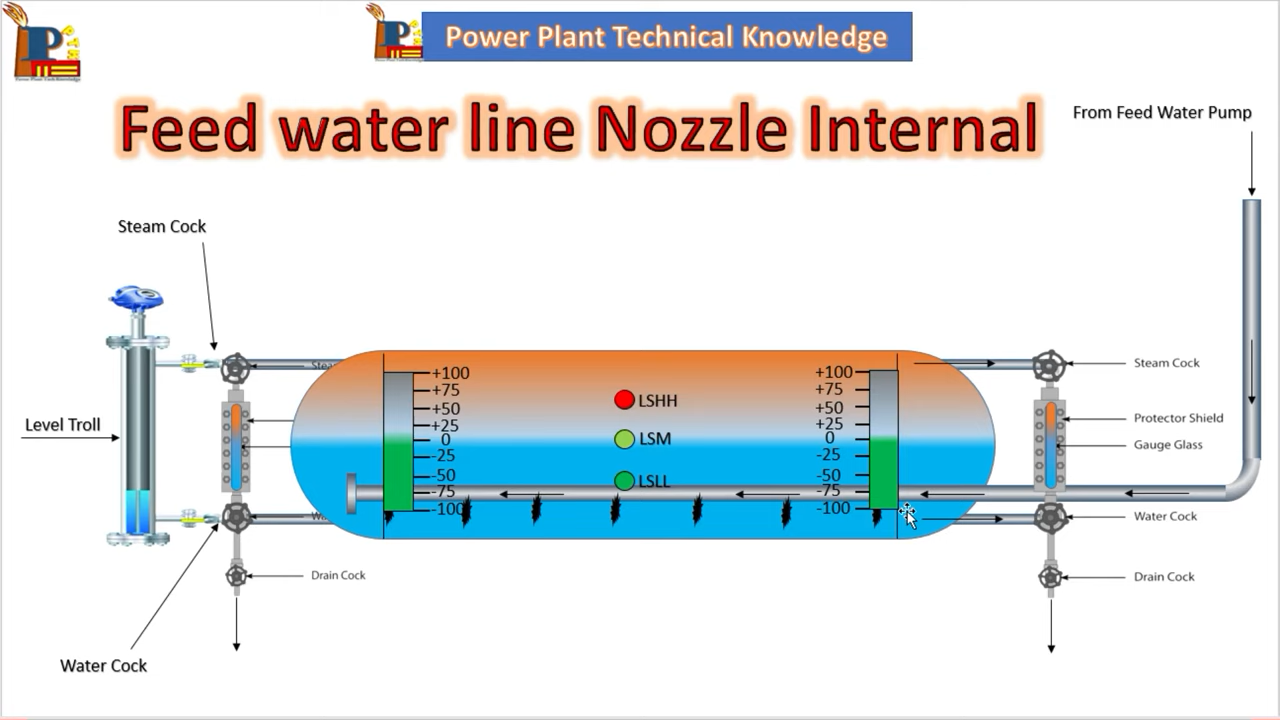 Power Plant Technical Knowledge
Feed water line Nozzle Internal
From Feed Water Pump
Steam Cock
Level Troll
Water Cock
Drain Cock
+100
+75
+50
+25
0
-25
-50
-75
-100
LSHH
LSM
LSLL
+100
+75
+50
+25
0
-25
-50
-75
-100
Steam Cock
Protector Shield
Gauge Glass
Water Cock
Drain Cock